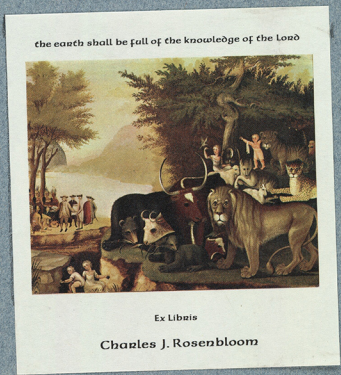 the earth shall be full of the knowledge of the Lord
Ex Libris
Charles J. Rosenbloom